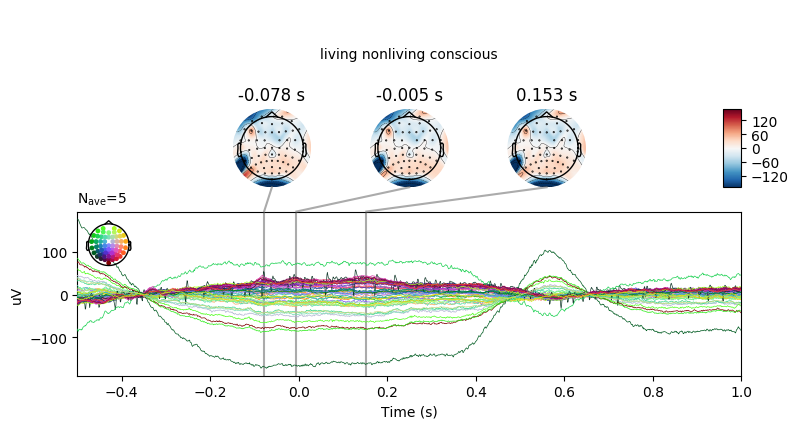 living nonliving conscious
-0.078 s -0.005 s 0.153 s
120
60
0
−60
−120
Nave=5
100
0
−100
uV
−0.4 −0.2 0.0 0.2 0.4 0.6 0.8 1.0
Time (s)